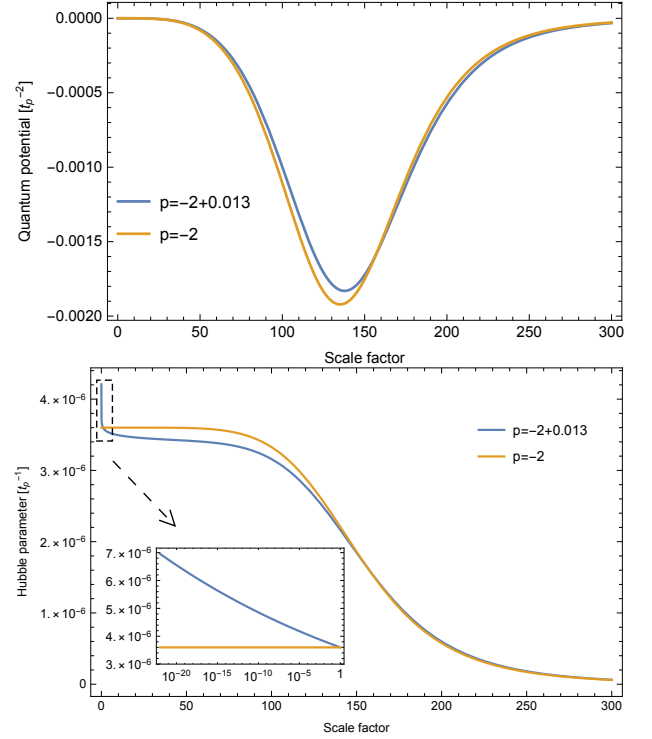 0.0000
-0.0005
-0.0010
-0.0015
-0.0020
Quantum potential [t_p^-2]
p=-2+0.013
p=-2
0 50 100 150 200 250 300
Scale factor
4.×10^-6
3.×10^-6
2.×10^-6
1.×10^-6
0
Hubble parameter [t_p^-1]
p=-2+0.013
p=-2
7.×10^-6
6.×10^-6
5.×10^-6
4.×10^-6
3.×10^-6
10^-20 10^-15 10^-10 10^-5 1
0 50 100 150 200 250 300
Scale factor